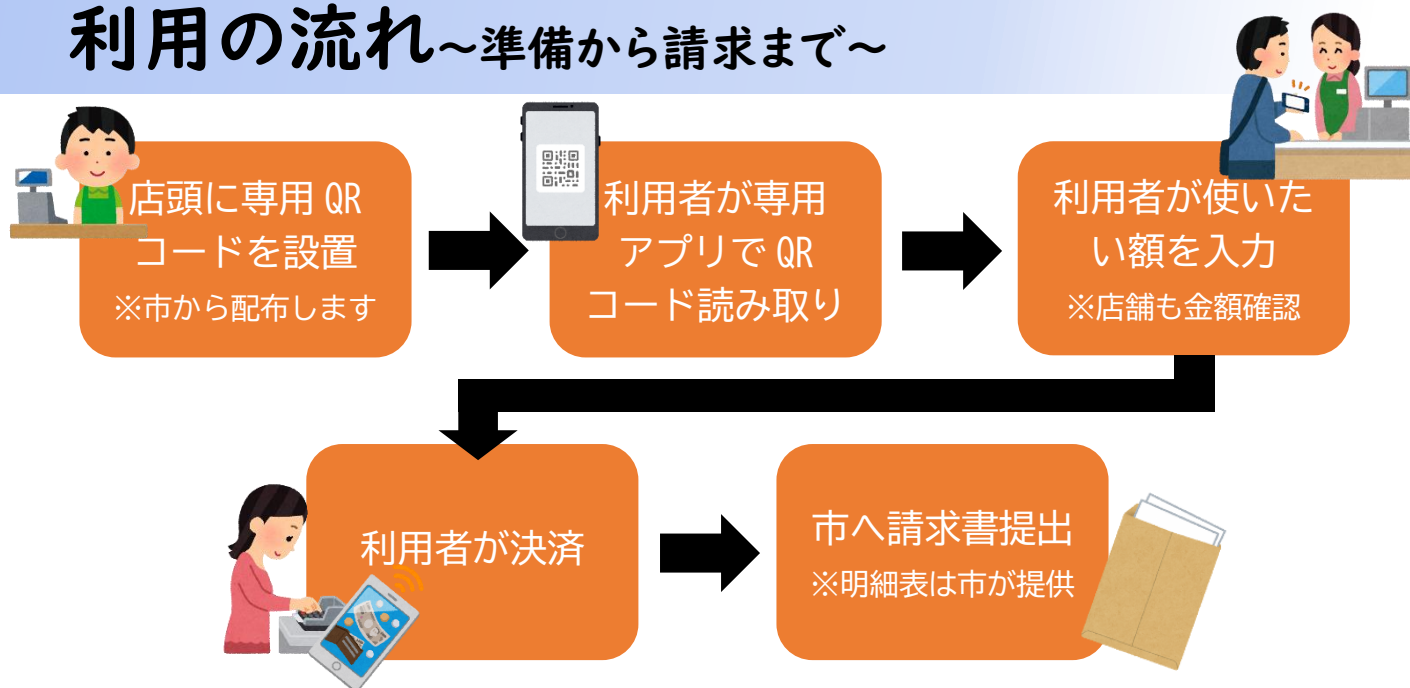 利用の流れ~準備から請求まで~
店頭に専用 QR
コードを設置
※市から配布します
利用者が専用
アプリで QR
コード読み取り
利用者が使いた
い額を入力
※店舗も金額確認
利用者が決済
市へ請求書提出
※明細表は市が提供